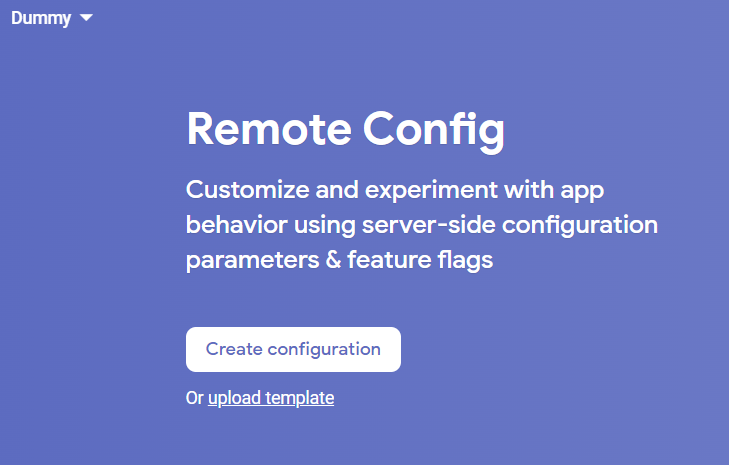 Dummy
Remote Config
Customize and experiment with app
behavior using server-side configuration
parameters & feature flags
Create configuration
Or upload template